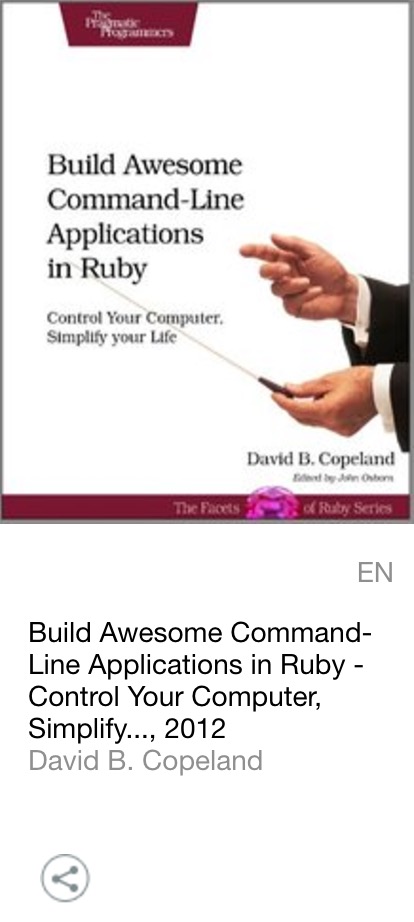 The
Pragmatic
Programmers
Build Awesome
Command-Line
Applications
in Ruby
Control Your Computer,
Simplify your Life
David B. Copeland
Edited by John Osborn
The Facets of Ruby Series
EN
Build Awesome Command-
Line Applications in Ruby -
Control Your Computer,
Simplify..., 2012
David B. Copeland